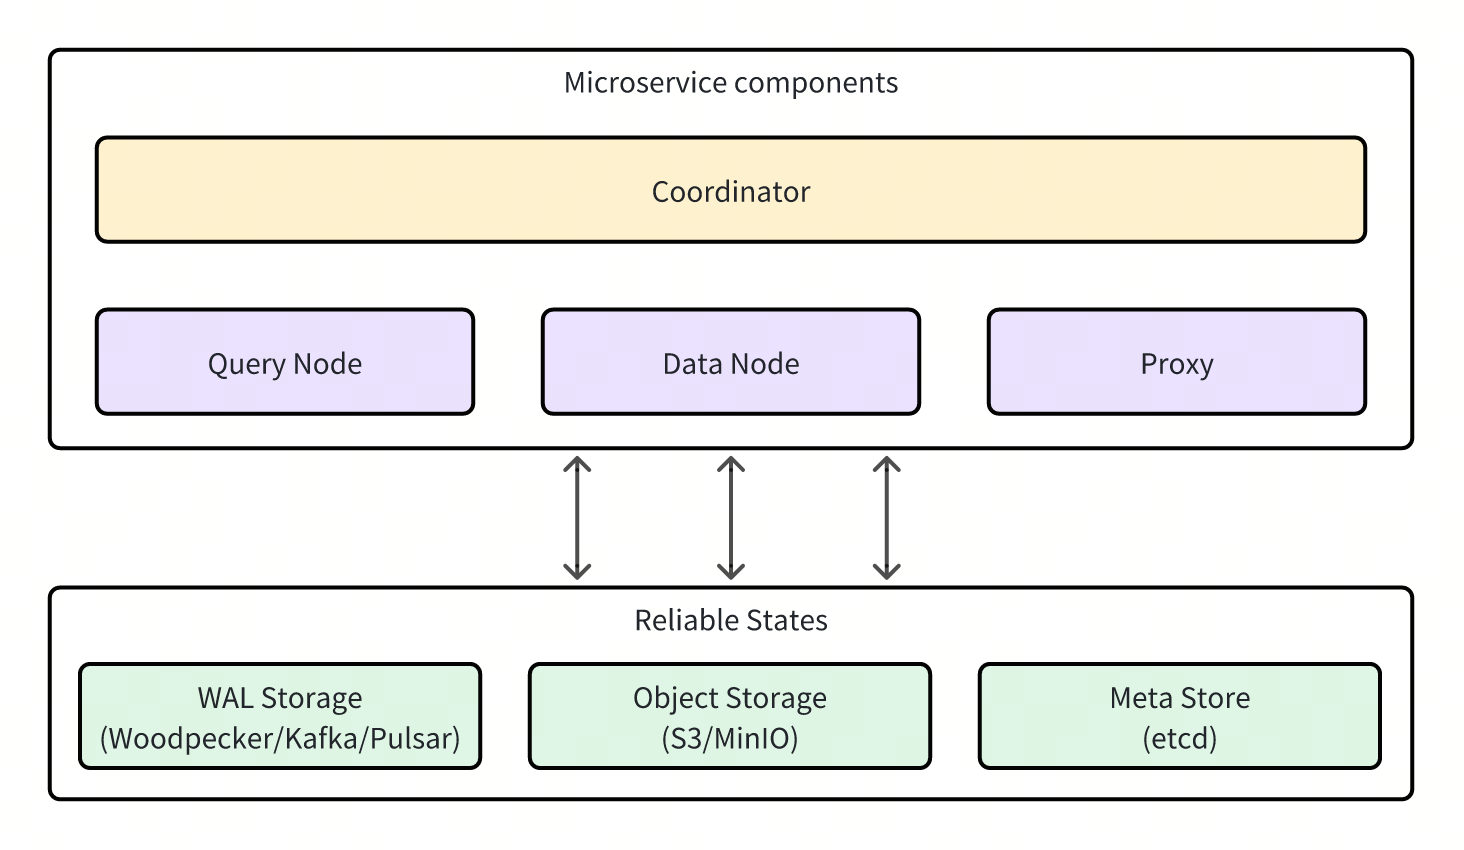 Microservice components
Coordinator
Query Node
Data Node
Proxy
Reliable States
WAL Storage
(Woodpecker/Kafka/Pulsar)
Object Storage
(S3/MinIO)
Meta Store
(etcd)